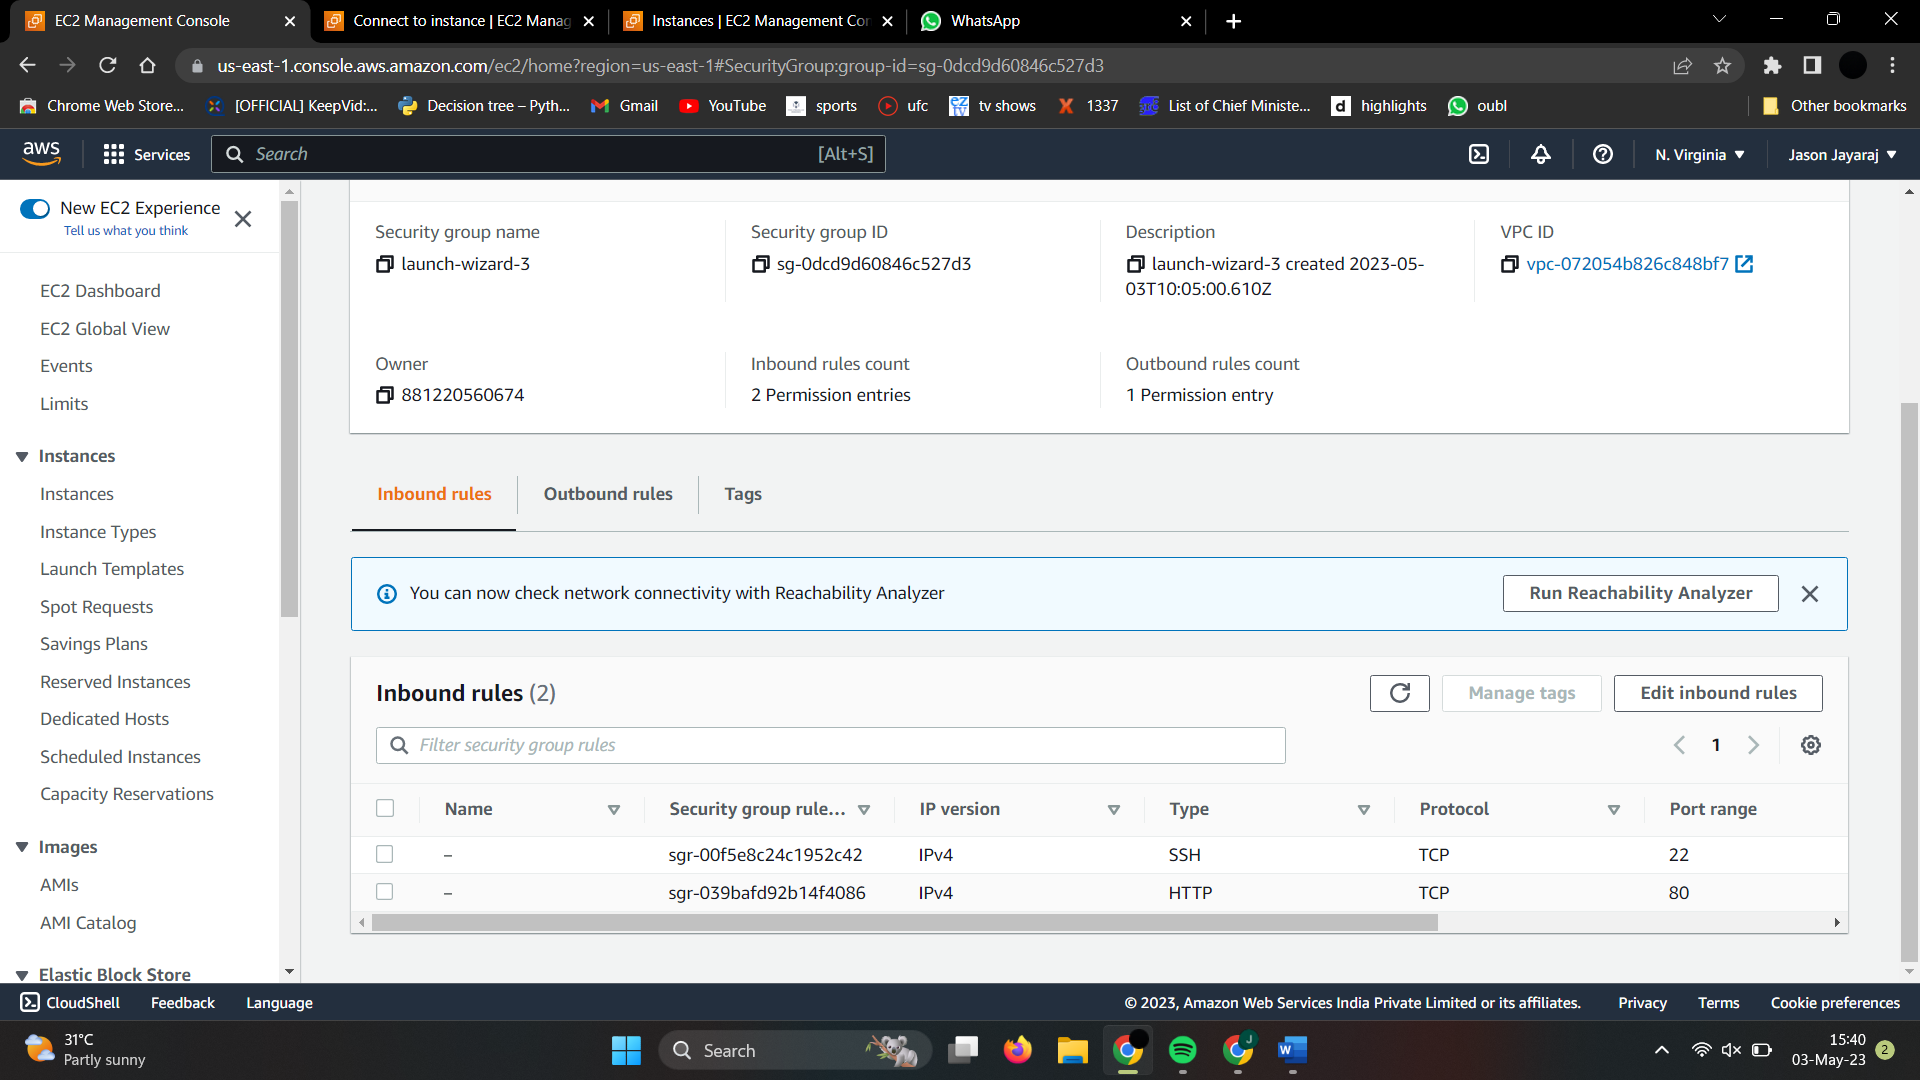 EC2 Management Console
Connect to instance | EC2 Manag
Instances | EC2 Management Con
WhatsApp
us-east-1.console.aws.amazon.com/ec2/home?region=us-east-1#SecurityGroup:group-id=sg-0dcd9d60846c527d3
Chrome Web Store...
[OFFICIAL] KeepVid:...
Decision tree – Pyth...
Gmail
YouTube
sports
ufc
tv shows
1337
List of Chief Ministe...
highlights
oubl
Other bookmarks
aws
Services
Search
[Alt+S]
N. Virginia
Jason Jayaraj
New EC2 Experience
Tell us what you think
EC2 Dashboard
EC2 Global View
Events
Limits
Instances
Instances
Instance Types
Launch Templates
Spot Requests
Savings Plans
Reserved Instances
Dedicated Hosts
Scheduled Instances
Capacity Reservations
Images
AMIs
AMI Catalog
Elastic Block Store
Security group name
launch-wizard-3
Security group ID
sg-0dcd9d60846c527d3
Description
launch-wizard-3 created 2023-05-
03T10:05:00.610Z
VPC ID
vpc-072054b826c848bf7
Owner
881220560674
Inbound rules count
2 Permission entries
Outbound rules count
1 Permission entry
Inbound rules
Outbound rules
Tags
You can now check network connectivity with Reachability Analyzer
Run Reachability Analyzer
Inbound rules (2)
Manage tags
Edit inbound rules
Filter security group rules
1
Name
Security group rule...
IP version
Type
Protocol
Port range
– sgr-00f5e8c24c1952c42 IPv4 SSH TCP 22
– sgr-039bafd92b14f4086 IPv4 HTTP TCP 80
CloudShell
Feedback
Language
© 2023, Amazon Web Services India Private Limited or its affiliates.
Privacy
Terms
Cookie preferences
31°C
Partly sunny
Search
15:40
03-May-23
2